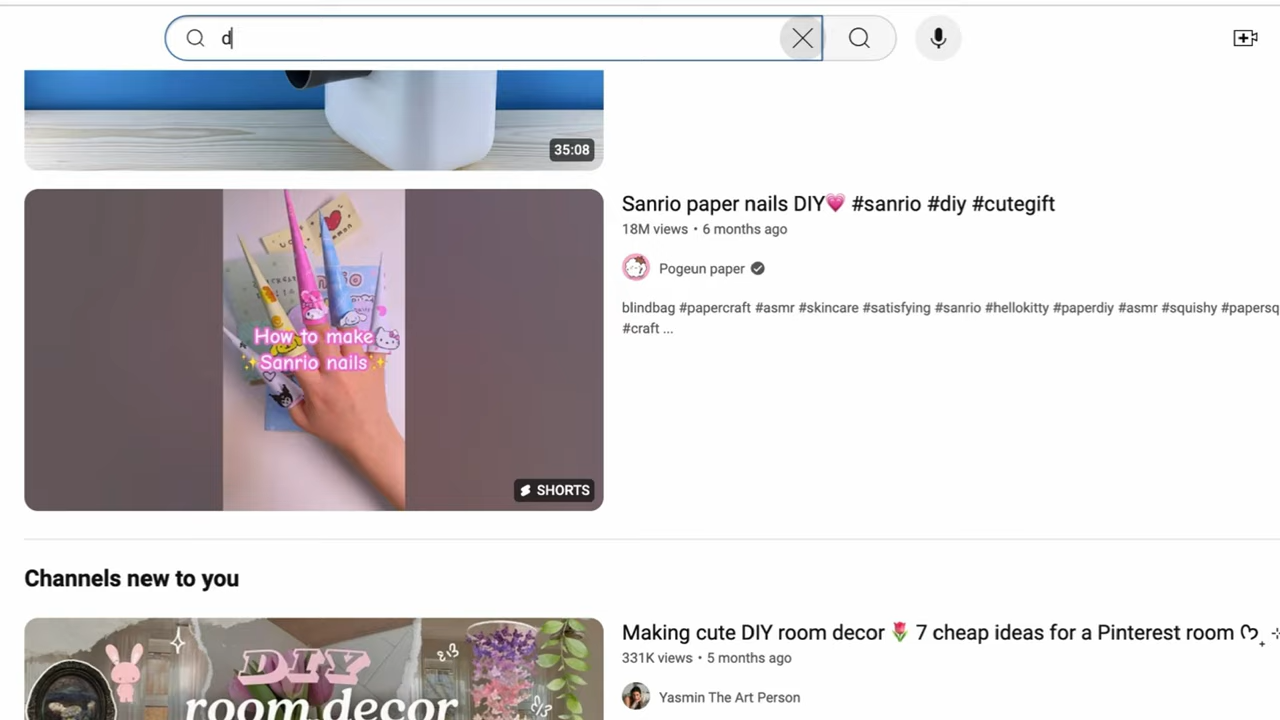 d
35:08
Sanrio paper nails DIY💗 #sanrio #diy #cutegift
18M views • 6 months ago
Pogeun paper
blindbag #papercraft #asmr #skincare #satisfying #sanrio #hellokitty #paperdiy #asmr #squishy #papersq
#craft ...
How to make
✨Sanrio nails✨
SHORTS
Channels new to you
Making cute DIY room decor 🌷 7 cheap ideas for a Pinterest room
331K views • 5 months ago
Yasmin The Art Person
DIY
room decor